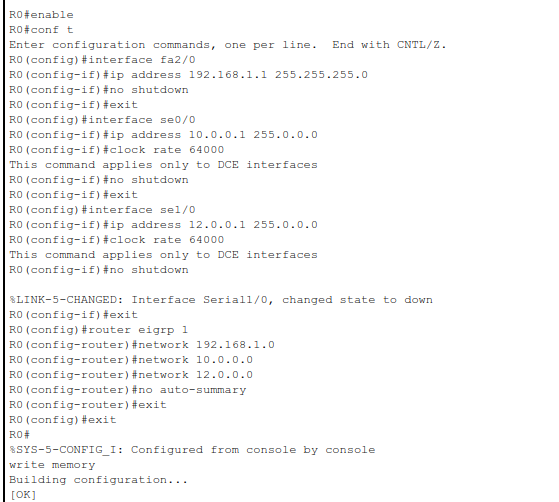 R0#enable
R0#conf t
Enter configuration commands, one per line.  End with CNTL/Z.
R0(config)#interface fa2/0
R0(config-if)#ip address 192.168.1.1 255.255.255.0
R0(config-if)#no shutdown
R0(config-if)#exit
R0(config)#interface se0/0
R0(config-if)#ip address 10.0.0.1 255.0.0.0
R0(config-if)#clock rate 64000
This command applies only to DCE interfaces
R0(config-if)#no shutdown
R0(config-if)#exit
R0(config)#interface se1/0
R0(config-if)#ip address 12.0.0.1 255.0.0.0
R0(config-if)#clock rate 64000
This command applies only to DCE interfaces
R0(config-if)#no shutdown
%LINK-5-CHANGED: Interface Serial1/0, changed state to down
R0(config-if)#exit
R0(config)#router eigrp 1
R0(config-router)#network 192.168.1.0
R0(config-router)#network 10.0.0.0
R0(config-router)#network 12.0.0.0
R0(config-router)#no auto-summary
R0(config-router)#exit
R0(config)#exit
R0#
%SYS-5-CONFIG_I: Configured from console by console
write memory
Building configuration...
[OK]